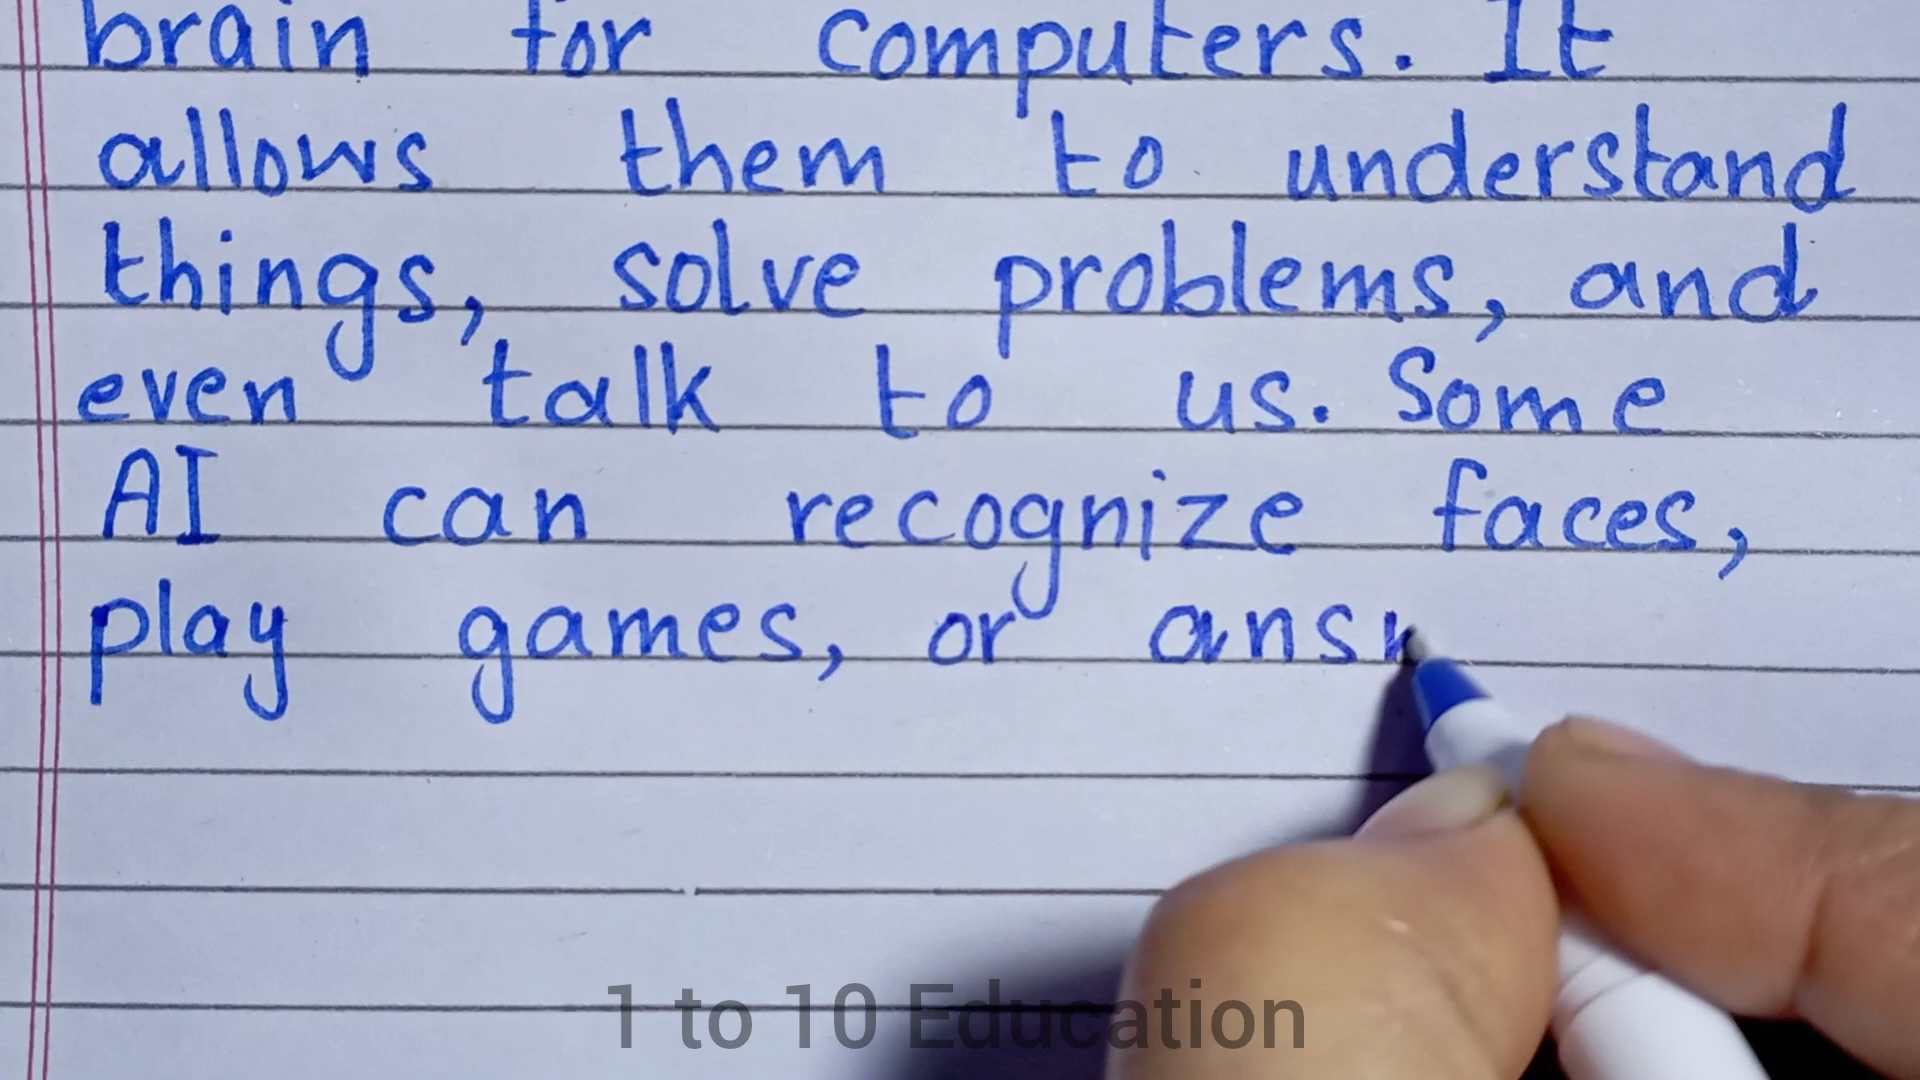 brain for computers. It
allows them to understand
things, solve problems, and
even talk to us. Some
AI can recognize faces,
play games, or
1 to 10 Education